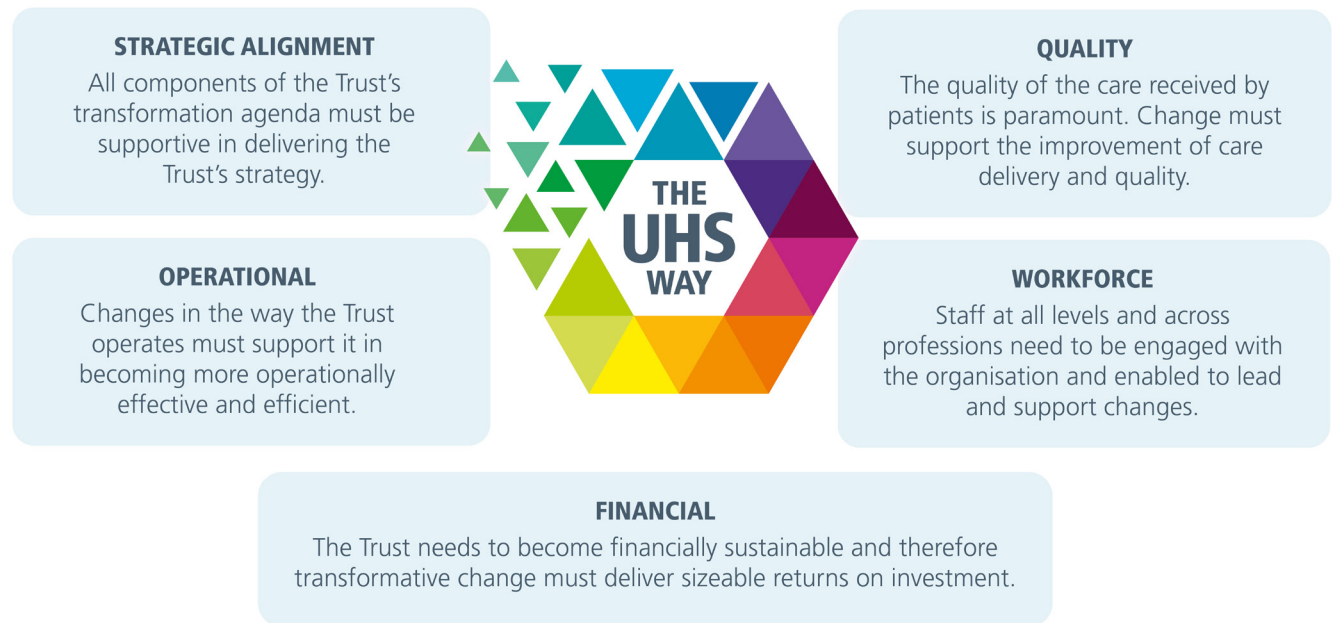 STRATEGIC ALIGNMENT
All components of the Trust's
transformation agenda must be
supportive in delivering the
Trust's strategy.
QUALITY
The quality of the care received by
patients is paramount. Change must
support the improvement of care
delivery and quality.
THE
UHS
WAY
OPERATIONAL
Changes in the way the Trust
operates must support it in
becoming more operationally
effective and efficient.
WORKFORCE
Staff at all levels and across
professions need to be engaged with
the organisation and enabled to lead
and support changes.
FINANCIAL
The Trust needs to become financially sustainable and therefore
transformative change must deliver sizeable returns on investment.